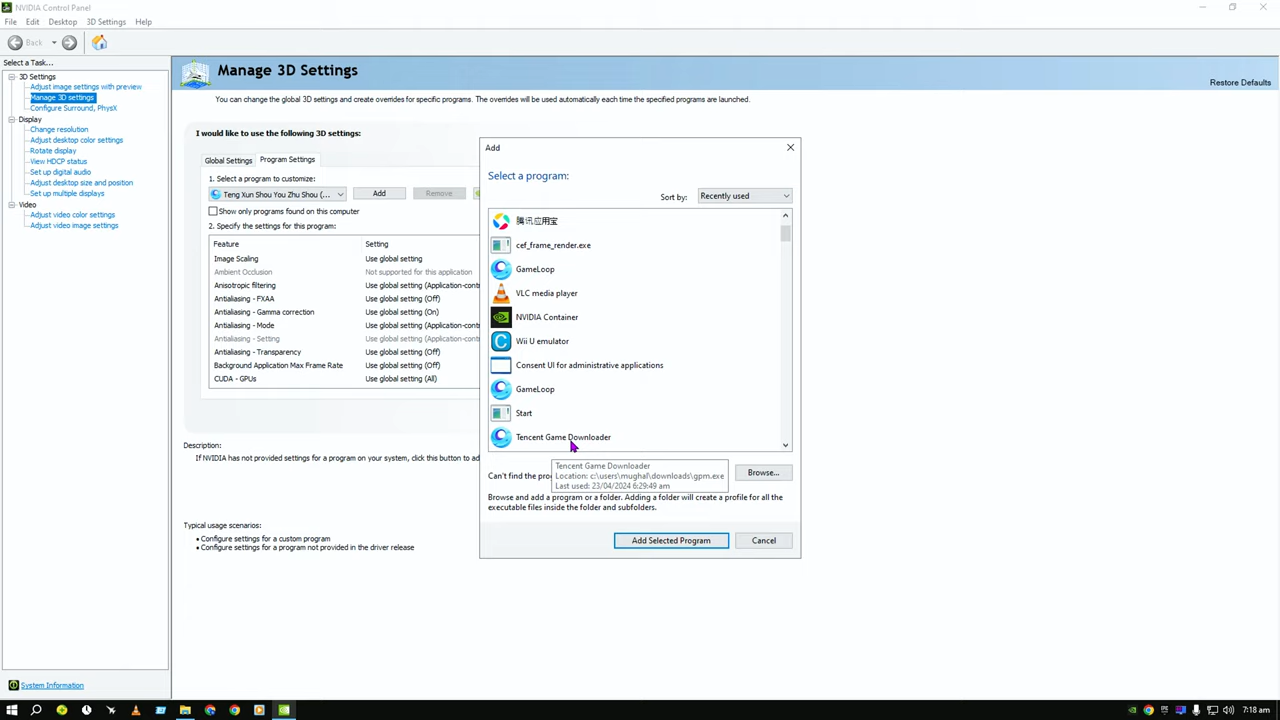 NVIDIA Control Panel
File Edit Desktop 3D Settings Help
Back
Select a Task...
3D Settings
Adjust image settings with preview
Manage 3D settings
Configure Surround, PhysX
Display
Change resolution
Adjust desktop color settings
Rotate display
View HDCP status
Set up digital audio
Adjust desktop size and position
Set up multiple displays
Video
Adjust video color settings
Adjust video image settings
System Information
Manage 3D Settings
Restore Defaults
You can change the global 3D settings and create overrides for specific programs. The overrides will be used automatically each time the specified programs are launched.
I would like to use the following 3D settings:
Global Settings Program Settings
1. Select a program to customize:
Teng Xun Shou You Zhu Shou (... Add Remove
Show only programs found on this computer
2. Specify the settings for this program:
Feature Setting
Image Scaling Use global setting
Ambient Occlusion Not supported for this application
Anisotropic filtering Use global setting (Application-cont
Antialiasing - FXAA Use global setting (Off)
Antialiasing - Gamma correction Use global setting (On)
Antialiasing - Mode Use global setting (Application-cont
Antialiasing - Setting Use global setting (Application-cont
Antialiasing - Transparency Use global setting (Off)
Background Application Max Frame Rate Use global setting (Off)
CUDA - GPUs Use global setting (All)
Description:
If NVIDIA has not provided settings for a program on your system, click this button to ad
Typical usage scenarios:
• Configure settings for a custom program
• Configure settings for a program not provided in the driver release
Add
Select a program:
Sort by: Recently used
腾讯应用宝
cef_frame_render.exe
GameLoop
VLC media player
NVIDIA Container
Wii U emulator
Consent UI for administrative applications
GameLoop
Start
Tencent Game Downloader
Tencent Game Downloader
Location: c:\users\mughal\downloads\gpm.exe
Last used: 23/04/2024 6:29:49 am
Can't find the pro
Browse...
Browse and add a program or a folder. Adding a folder will create a profile for all the
executable files inside the folder and subfolders.
Add Selected Program Cancel
7:18 am